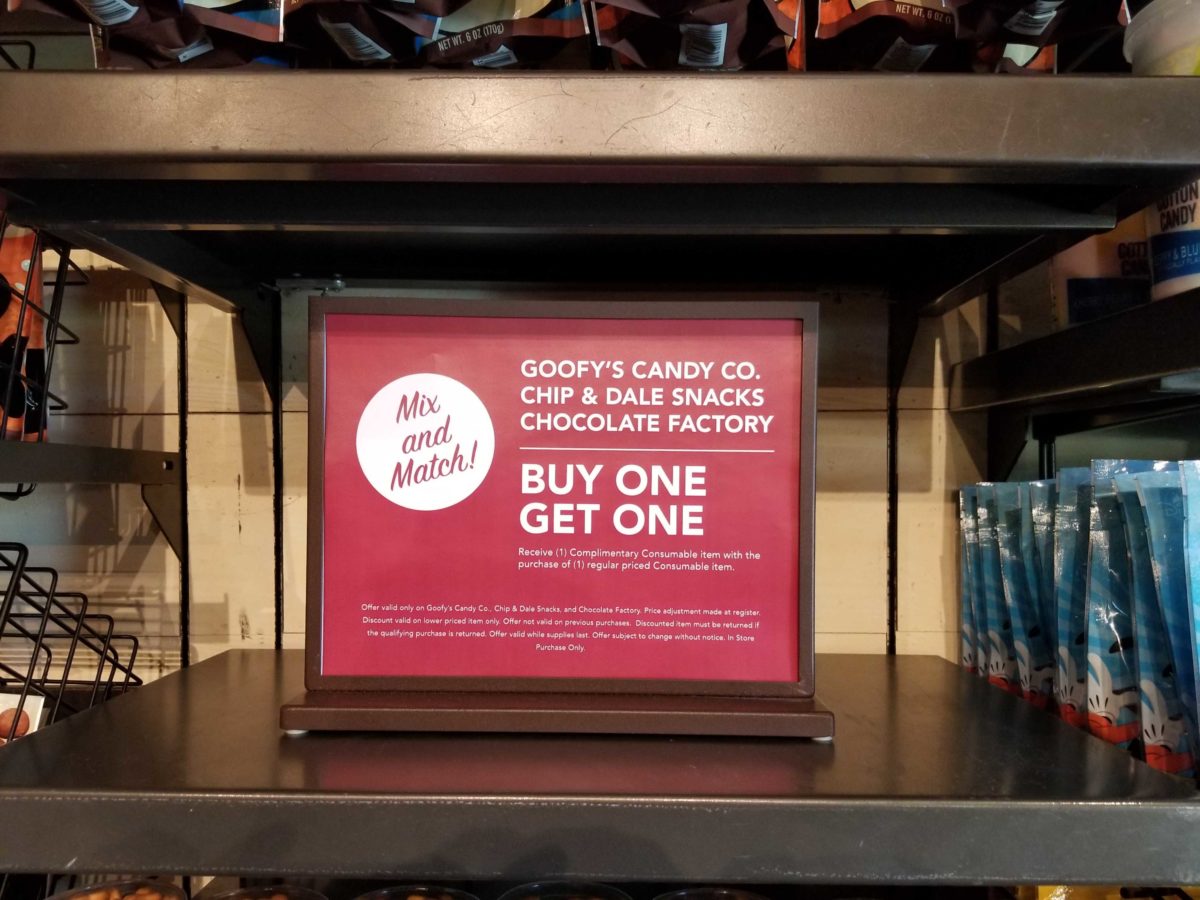 NET WT. 6 OZ (170g)
NET WT. 6 OZ (1
COTTON
CANDY
Mix
and
Match!
GOOFY'S CANDY CO.
CHIP & DALE SNACKS
CHOCOLATE FACTORY
BUY ONE
GET ONE
Receive (1) Complimentary Consumable item with the
purchase of (1) regular priced Consumable item.
Offer valid only on Goofy's Candy Co., Chip & Dale Snacks, and Chocolate Factory. Price adjustment made at register.
Discount valid on lower priced item only. Offer not valid on previous purchases. Discounted item must be returned if
the qualifying purchase is returned. Offer valid while supplies last. Offer subject to change without notice. In Store
Purchase Only.